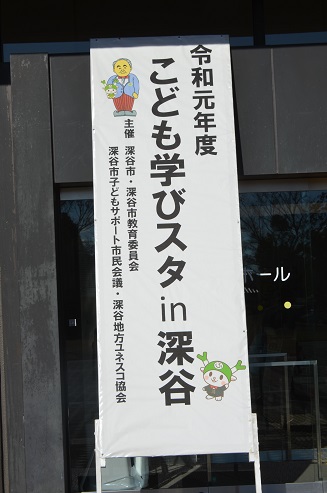 令和元年度
こども学びスタ in 深谷
主催 深谷市・深谷市教育委員会
深谷市子どもサポート市民会議・深谷地方ユネスコ協会
ール